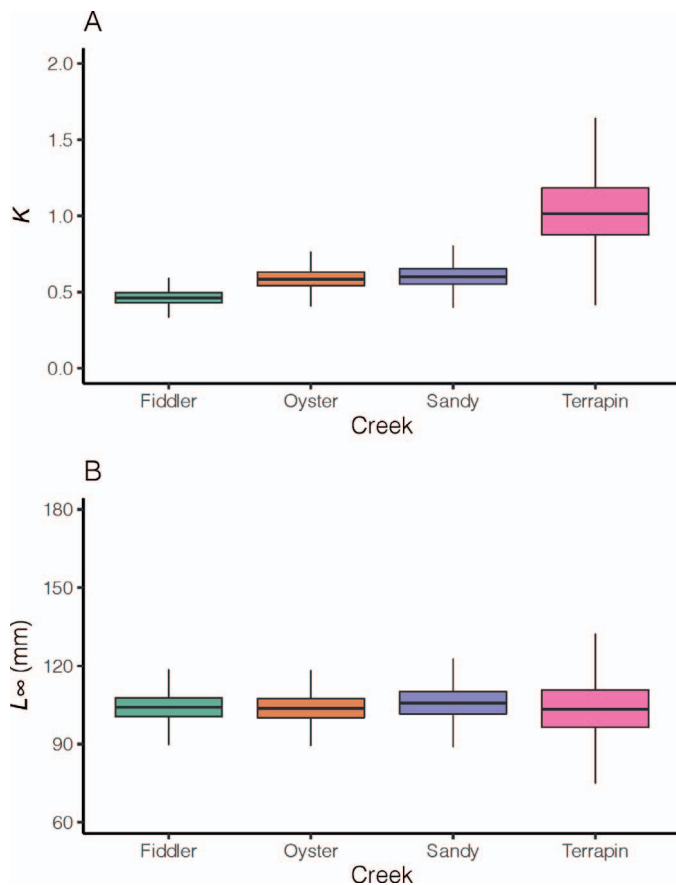 A
2.0
1.5
K
1.0
0.5
0.0
Fiddler Oyster Sandy Terrapin
Creek
B
180
150
L∞ (mm)
120
90
60
Fiddler Oyster Sandy Terrapin
Creek